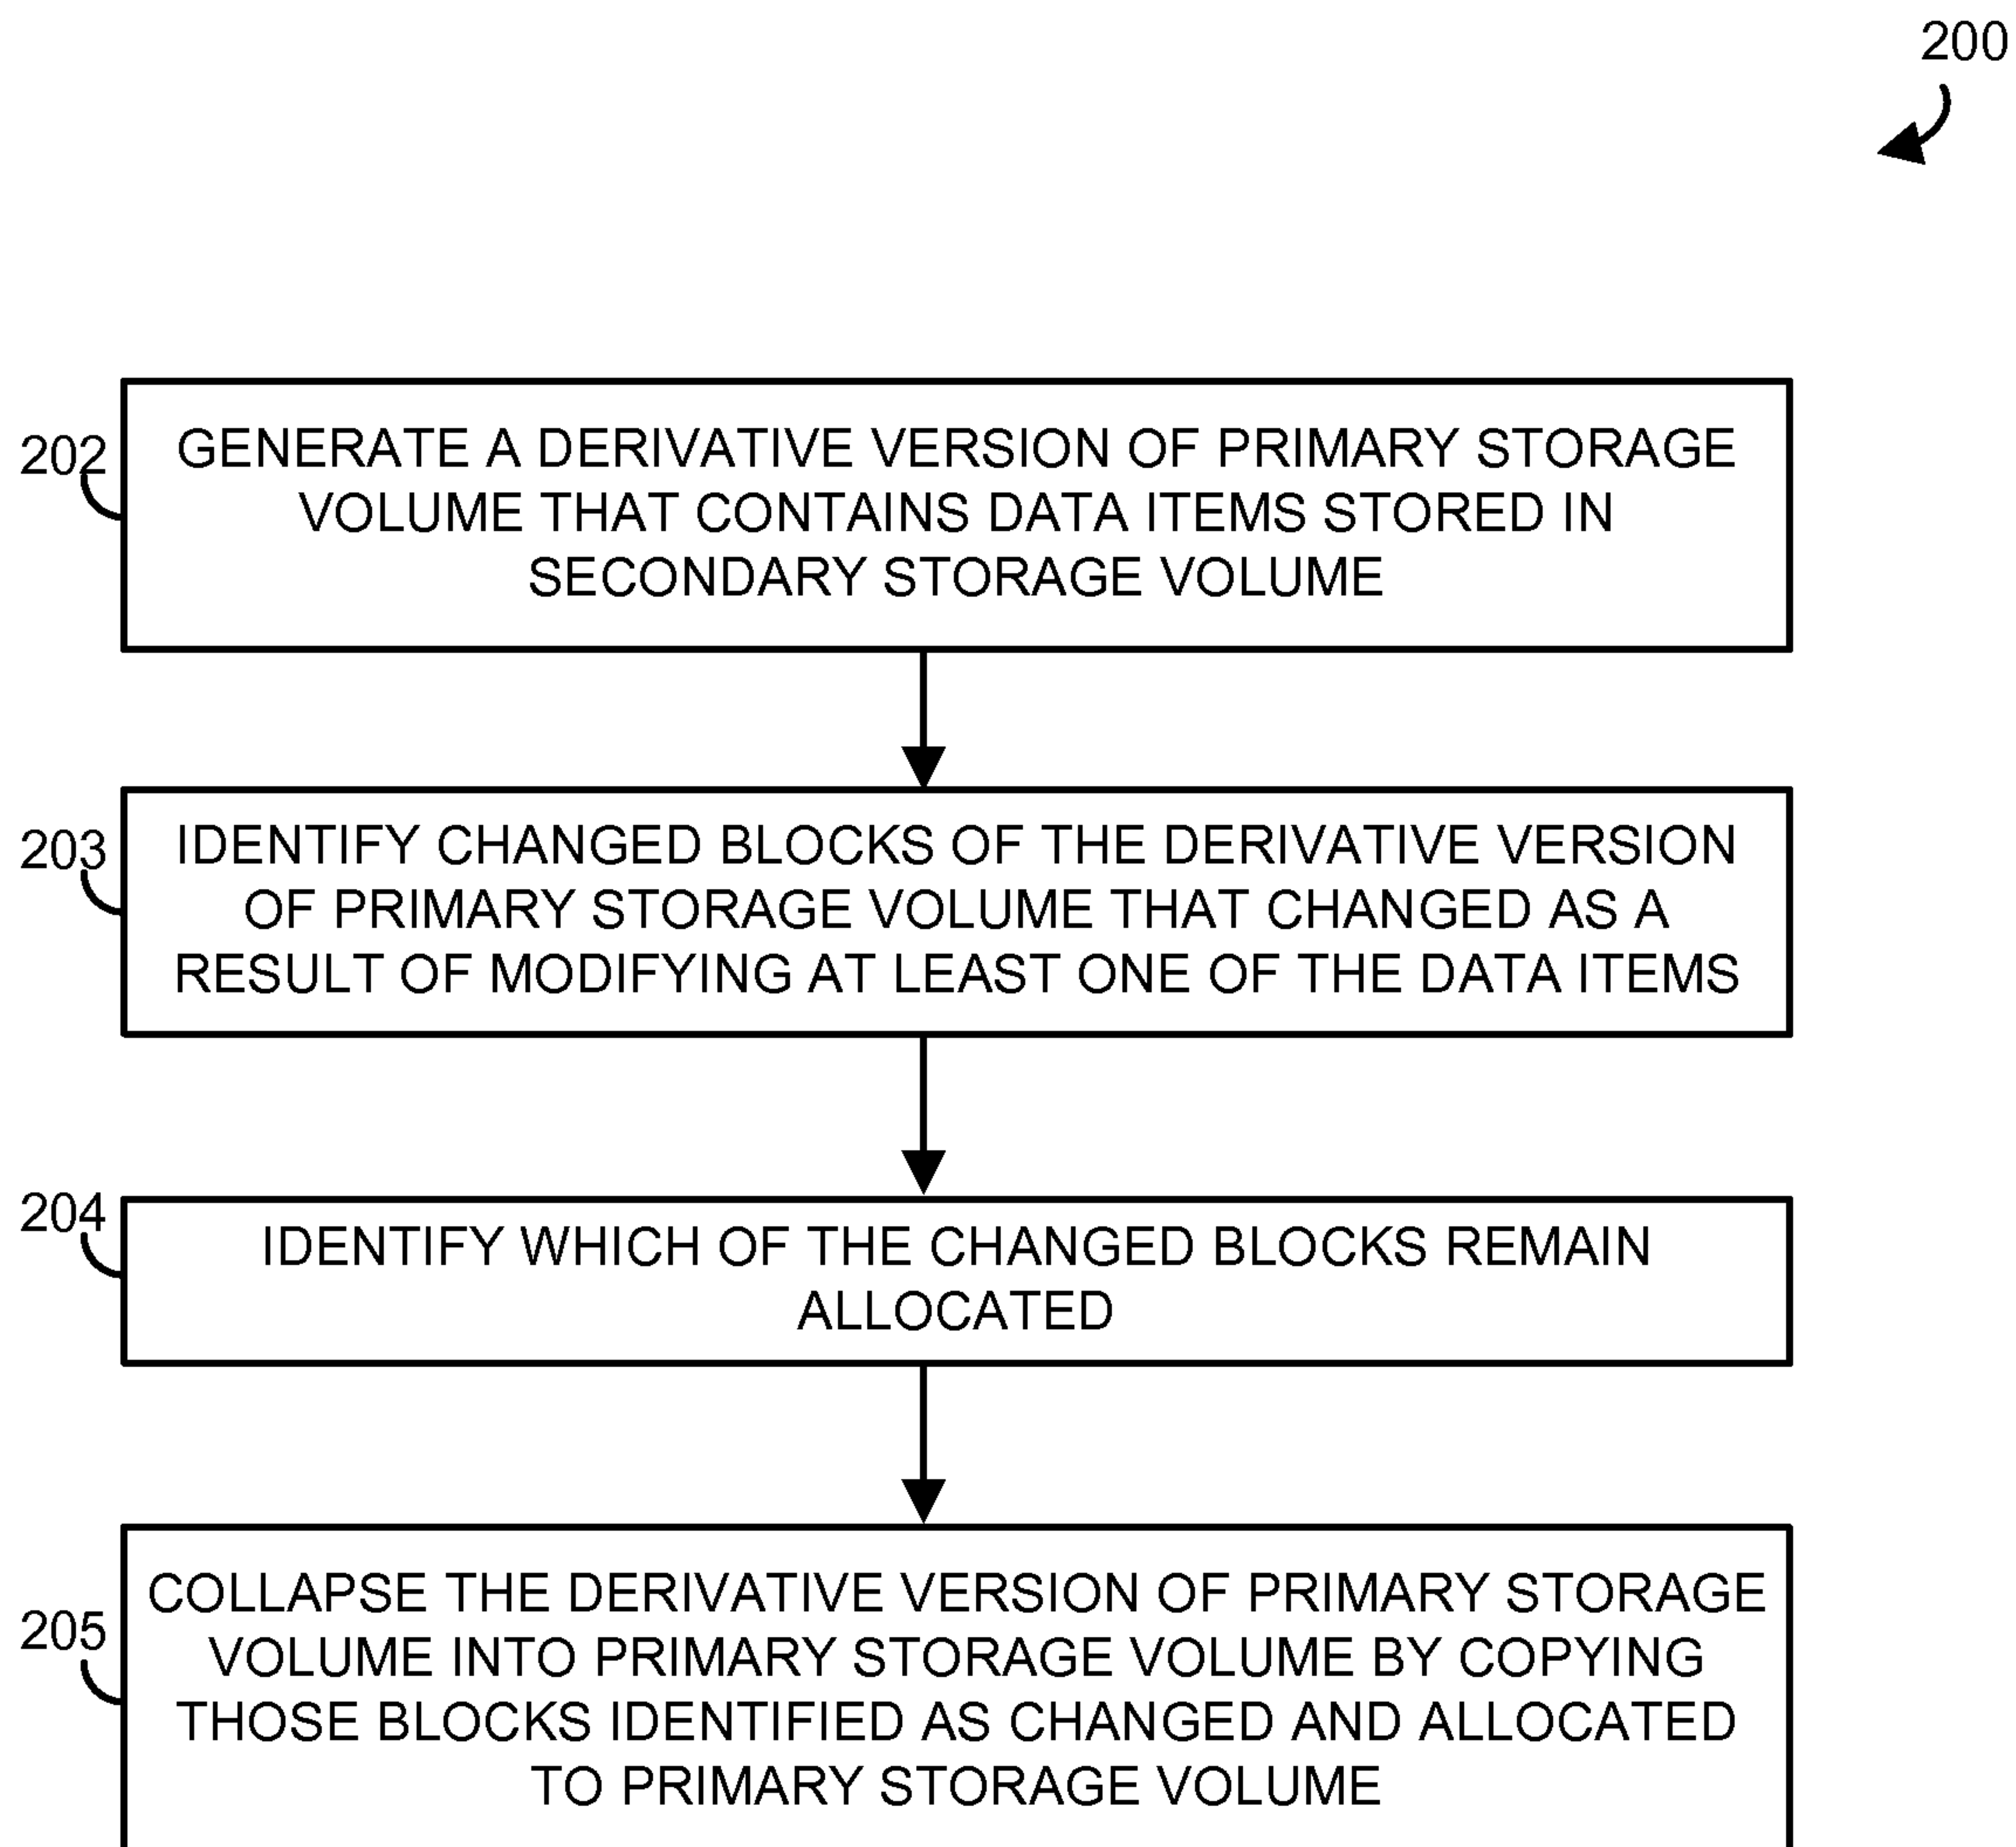 200
202
GENERATE A DERIVATIVE VERSION OF PRIMARY STORAGE
VOLUME THAT CONTAINS DATA ITEMS STORED IN
SECONDARY STORAGE VOLUME
203
IDENTIFY CHANGED BLOCKS OF THE DERIVATIVE VERSION
OF PRIMARY STORAGE VOLUME THAT CHANGED AS A
RESULT OF MODIFYING AT LEAST ONE OF THE DATA ITEMS
204
IDENTIFY WHICH OF THE CHANGED BLOCKS REMAIN
ALLOCATED
205
COLLAPSE THE DERIVATIVE VERSION OF PRIMARY STORAGE
VOLUME INTO PRIMARY STORAGE VOLUME BY COPYING
THOSE BLOCKS IDENTIFIED AS CHANGED AND ALLOCATED
TO PRIMARY STORAGE VOLUME